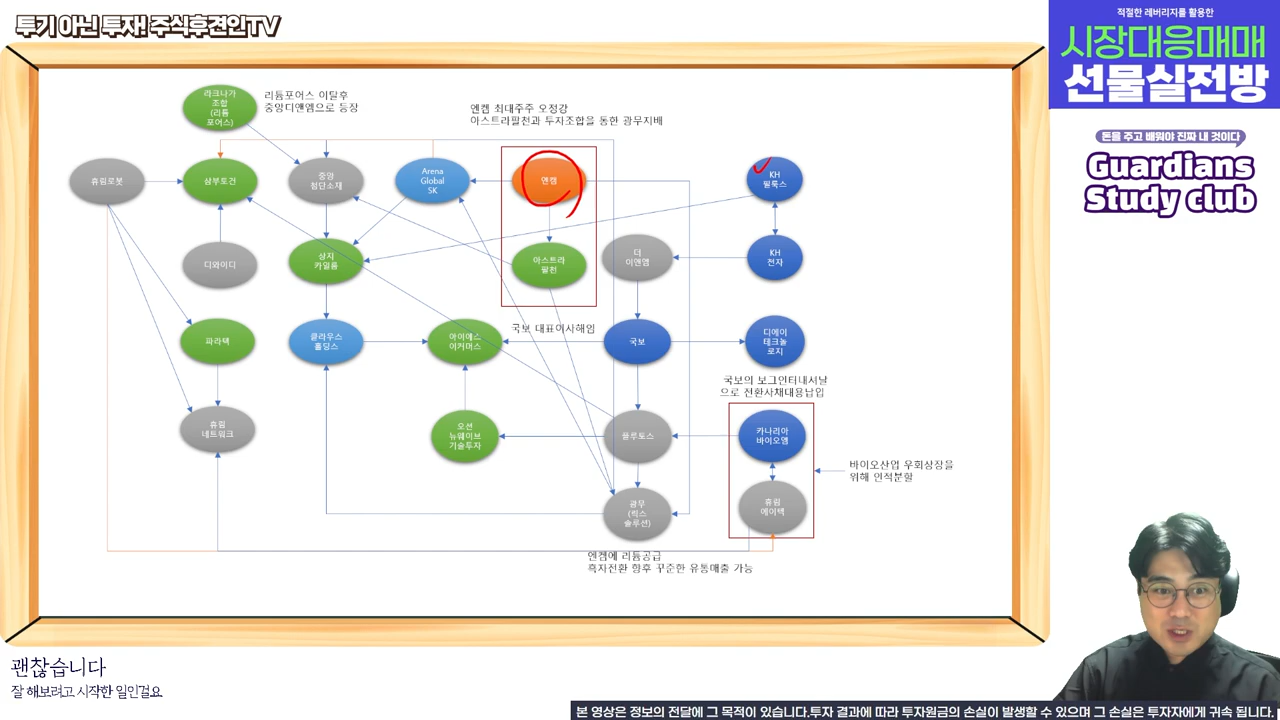 투기 아닌 투자! 주식후견인TV
적절한 레버리지를 활용한
시장대응매매
선물실전방
돈을 주고 배워야 진짜 내 것이다
Guardians
Study club
라크나가
조합
(리튬
포어스)
리튬포어스 이탈후
중앙디앤엠으로 등장
엔켐 최대주주 오정강
아스트라팔천과 투자조합을 통한 광무지배
휴림로봇
삼부토건
중앙
첨단소재
Arena
Global
SK
엔켐
KH
필룩스
디와이디
상지
카일룸
아스트라
팔천
더
이앤엠
KH
전자
국보 대표이사해임
파라텍
클라우스
홀딩스
아이에스
이커머스
국보
디에이
테크놀
로지
국보의 보그인터내셔날
으로 전환사채대용납입
휴림
네트워크
오션
뉴웨이브
기술투자
플루토스
카나리아
바이오엠
바이오산업 우회상장을
위해 인적분할
광무
(릭스
솔루션)
휴림
에이텍
엔켐에 리튬공급
흑자전환 향후 꾸준한 유통매출 가능
괜찮습니다
잘 해보려고 시작한 일인걸요
본 영상은 정보의 전달에 그 목적이 있습니다.투자 결과에 따라 투자원금의 손실이 발생할 수 있으며 그 손실은 투자자에게 귀속 됩니다.